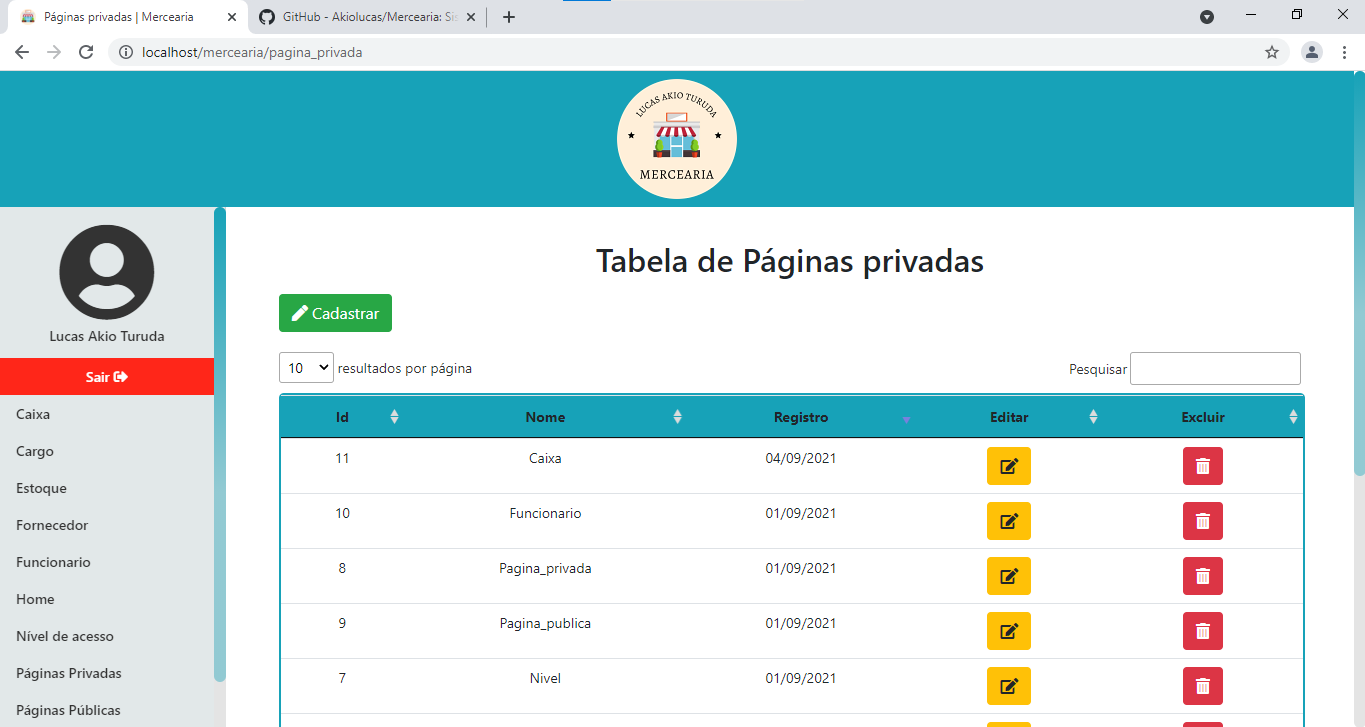 Páginas privadas | Mercearia
GitHub - Akiolucas/Mercearia: Sis
localhost/mercearia/pagina_privada
LUCAS AKIO TURUDA
MERCEARIA
Lucas Akio Turuda
Sair
Caixa
Cargo
Estoque
Fornecedor
Funcionario
Home
Nível de acesso
Páginas Privadas
Páginas Públicas
Tabela de Páginas privadas
Cadastrar
10 resultados por página
Pesquisar
Id Nome Registro Editar Excluir
11 Caixa 04/09/2021
10 Funcionario 01/09/2021
8 Pagina_privada 01/09/2021
9 Pagina_publica 01/09/2021
7 Nivel 01/09/2021